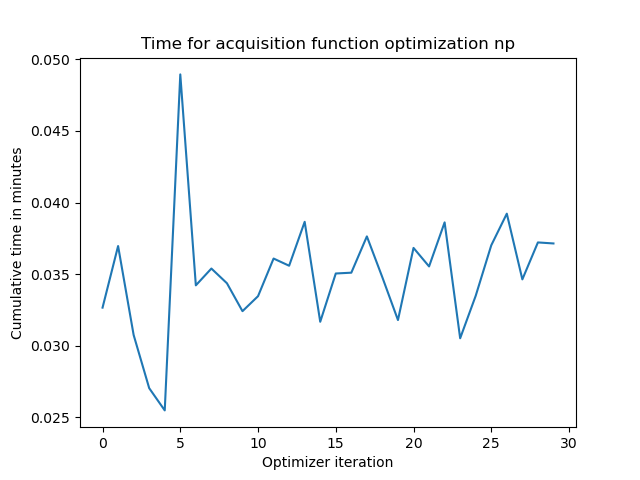 Time for acquisition function optimization np
0.050
0.045
0.040
0.035
0.030
0.025
Cumulative time in minutes
0 5 10 15 20 25 30
Optimizer iteration